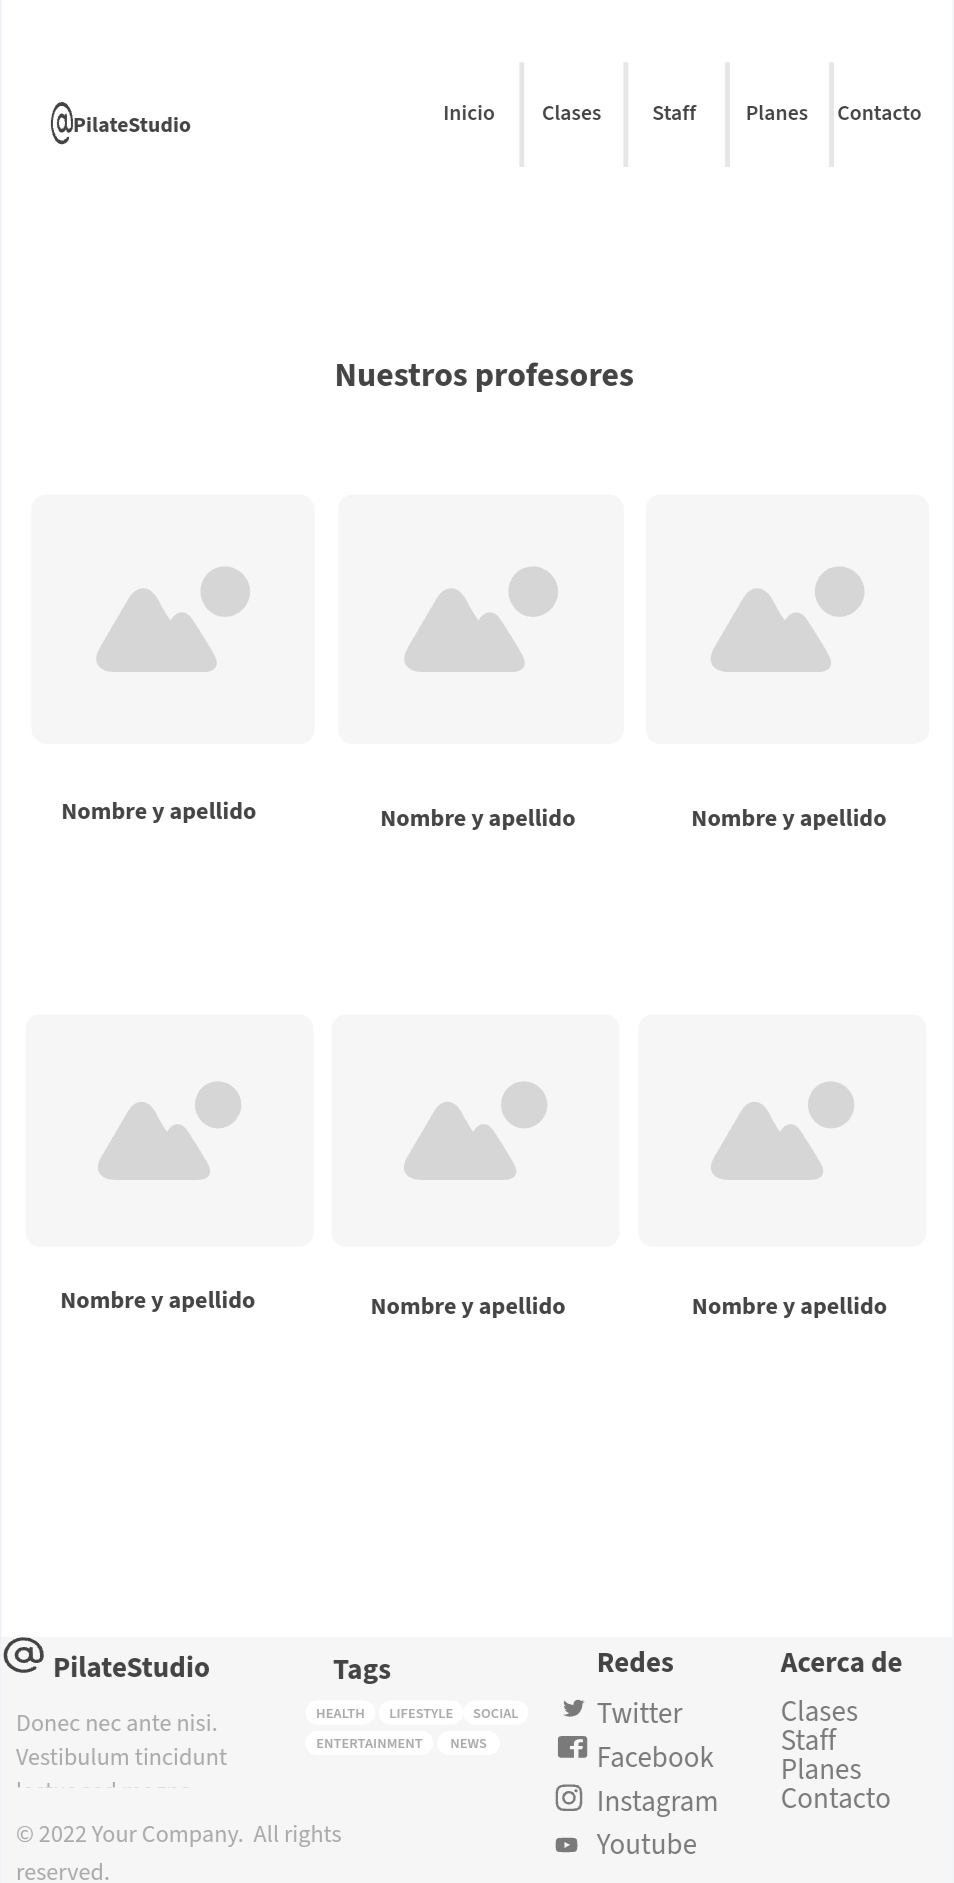 @PilateStudio
Inicio
Clases
Staff
Planes
Contacto
Nuestros profesores
Nombre y apellido
Nombre y apellido
Nombre y apellido
Nombre y apellido
Nombre y apellido
Nombre y apellido
@ PilateStudio
Donec nec ante nisi.
Vestibulum tincidunt
© 2022 Your Company.  All rights
reserved.
Tags
HEALTH
LIFESTYLE
SOCIAL
ENTERTAINMENT
NEWS
Redes
Twitter
Facebook
Instagram
Youtube
Acerca de
Clases
Staff
Planes
Contacto